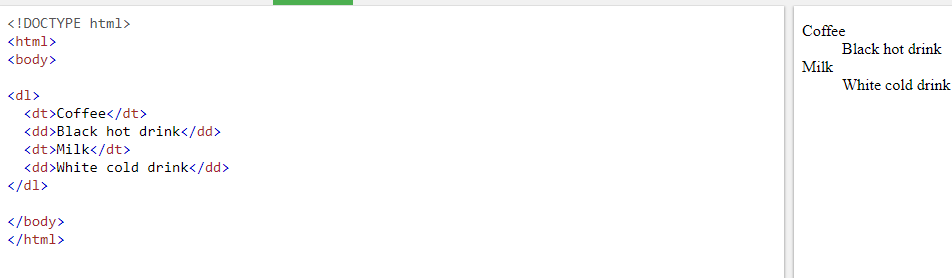 <!DOCTYPE html>
<html>
<body>
<dl>
<dt>Coffee</dt>
<dd>Black hot drink</dd>
<dt>Milk</dt>
<dd>White cold drink</dd>
</dl>
</body>
</html>
Coffee
Black hot drink
Milk
White cold drink